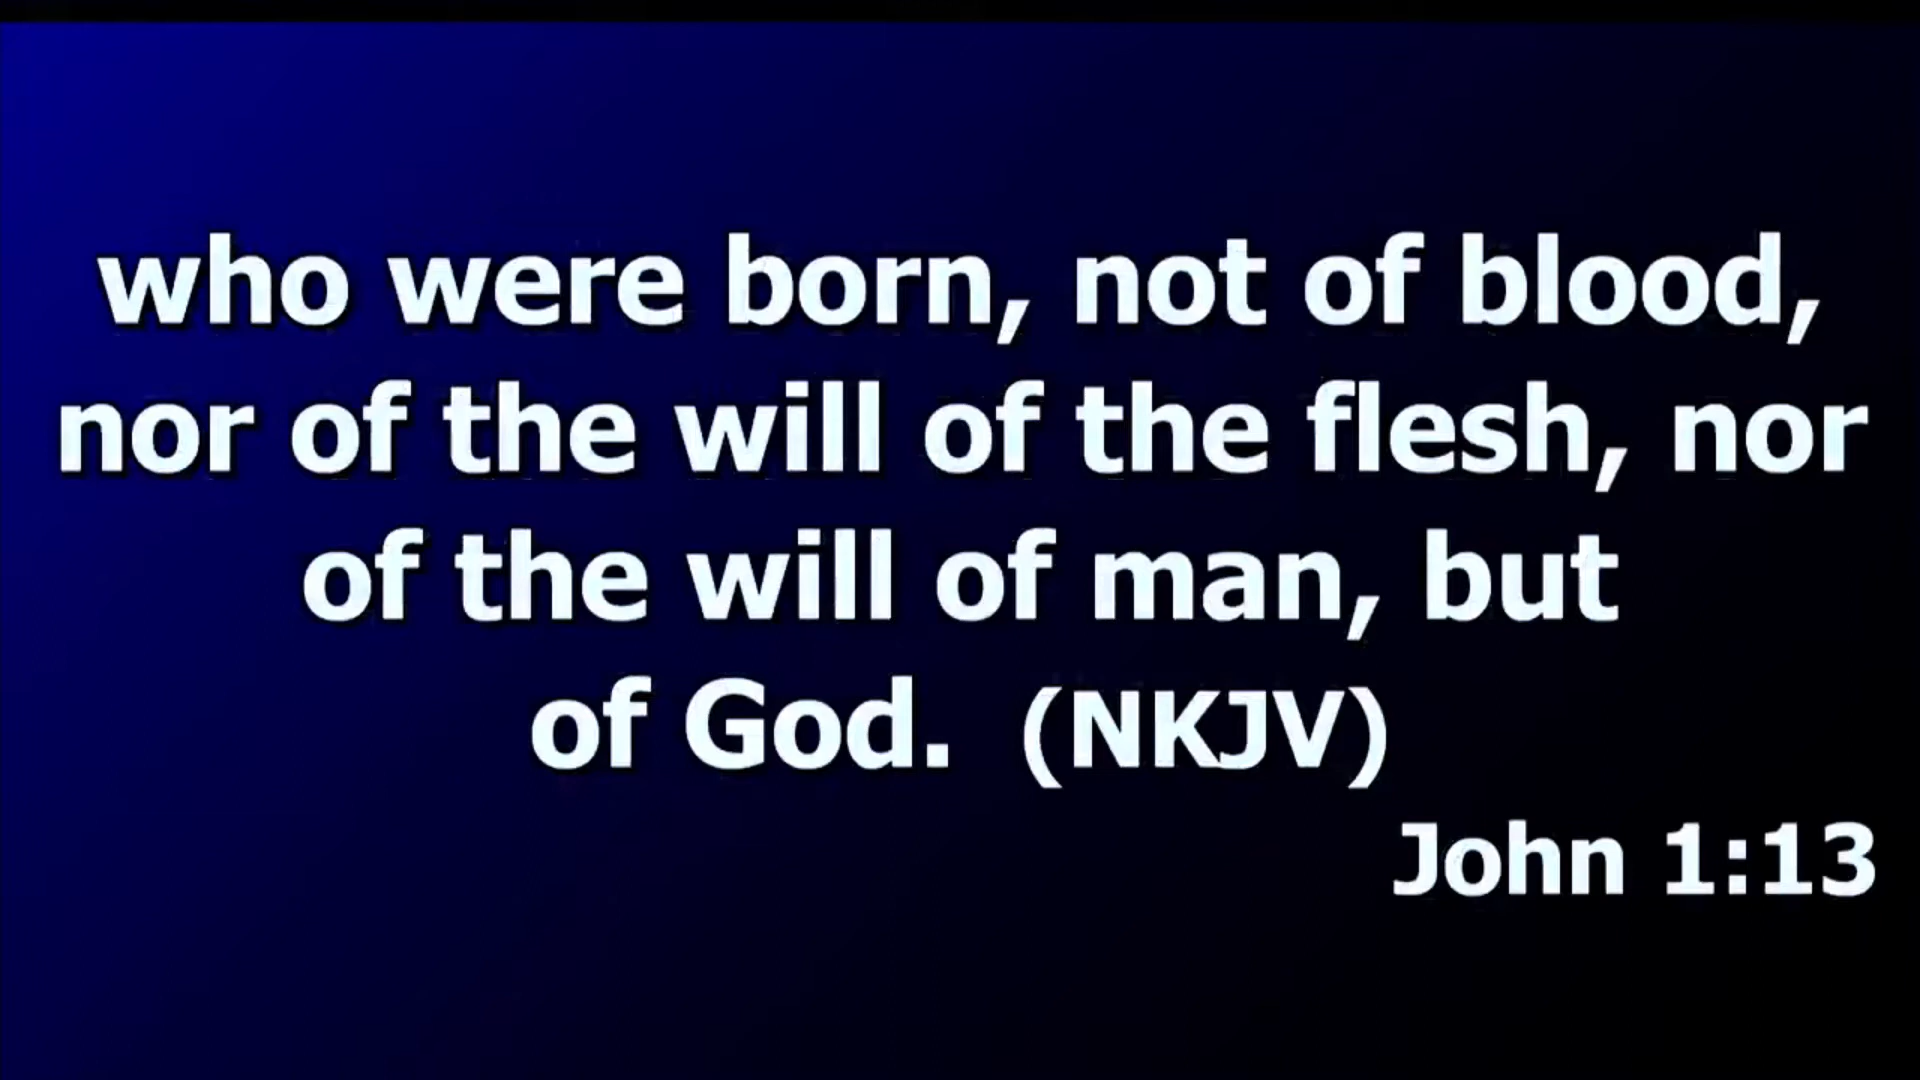 who were born, not of blood,
nor of the will of the flesh, nor
of the will of man, but
of God. (NKJV)
John 1:13